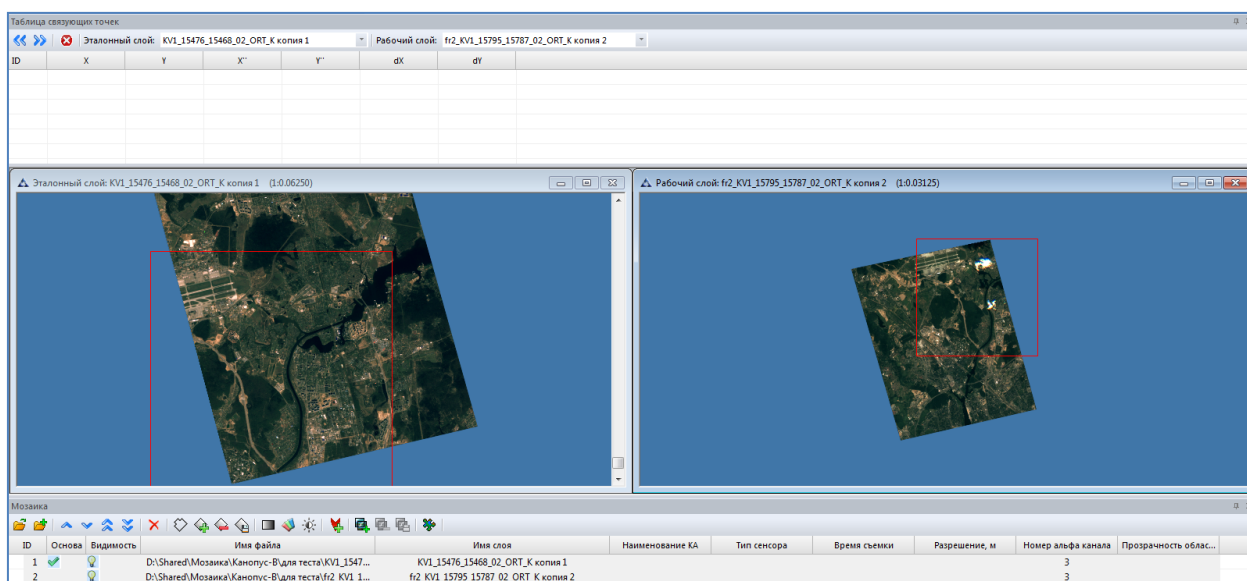 Таблица связующих точек
Эталонный слой: KV1_15476_15468_02_ORT_K копия 1 Рабочий слой: fr2_KV1_15795_15787_02_ORT_K копия 2
ID X Y X`` Y`` dX dY
Эталонный слой: KV1_15476_15468_02_ORT_K копия 1 (1:0.06250)
Рабочий слой: fr2_KV1_15795_15787_02_ORT_K копия 2 (1:0.03125)
Мозаика
ID Основа Видимость Имя файла Имя слоя Наименование КА Тип сенсора Время съемки Разрешение, м Номер альфа канала Прозрачность облас...
1 D:\Shared\Мозаика\Канопус-В\для теста\KV1_1547... KV1_15476_15468_02_ORT_K копия 1 3
2 D:\Shared\Мозаика\Канопус-В\для теста\fr2_KV1_1... fr2_KV1_15795_15787_02_ORT_K копия 2 3